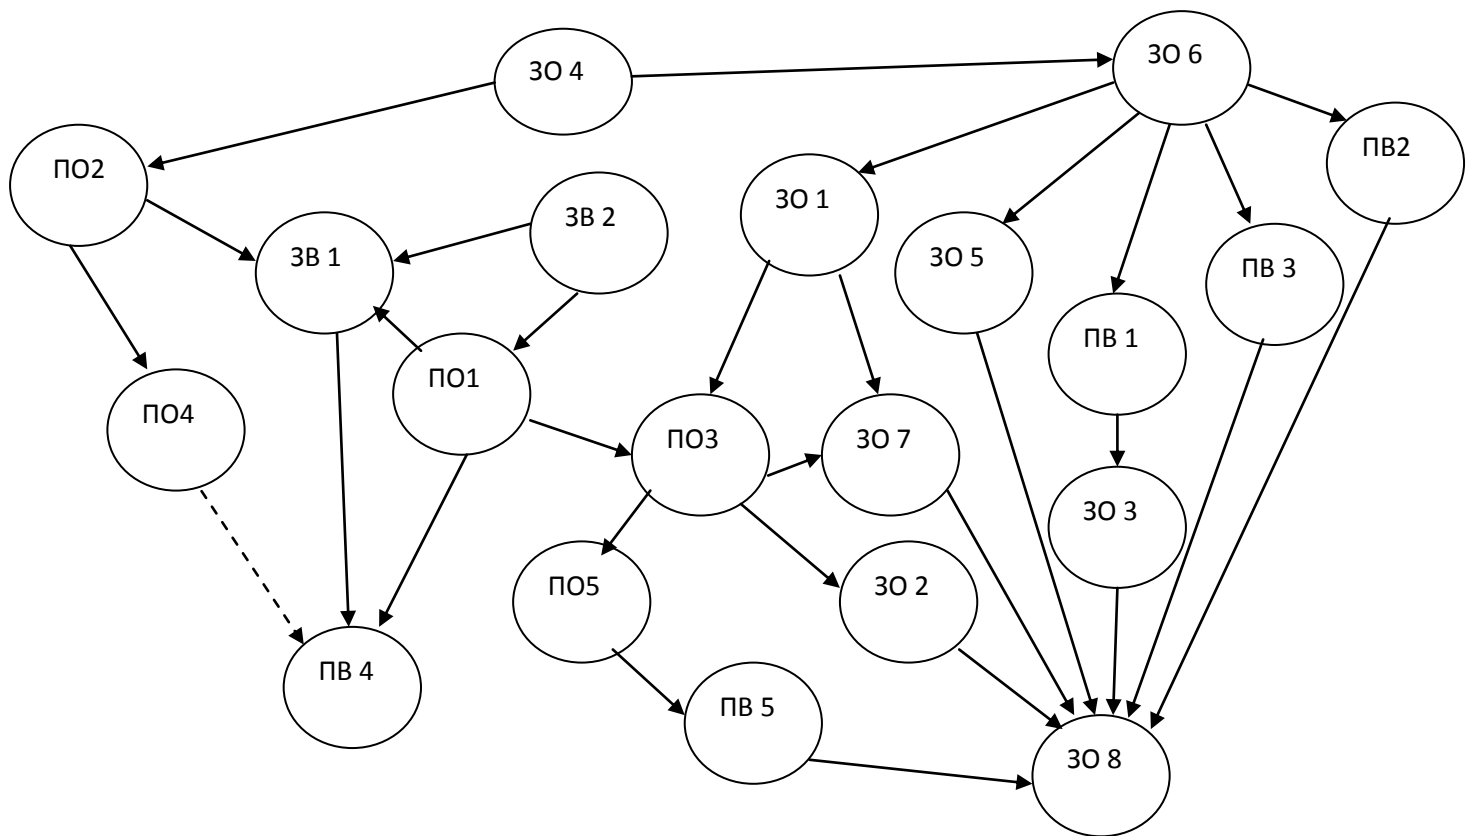 ЗО 4
ЗО 6
ПО2
ПВ2
ЗО 1
ЗВ 2
ЗВ 1
ЗО 5
ПВ 3
ПВ 1
ПО1
ПО4
ПО3
ЗО 7
ЗО 3
ПО5
ЗО 2
ПВ 4
ПВ 5
ЗО 8